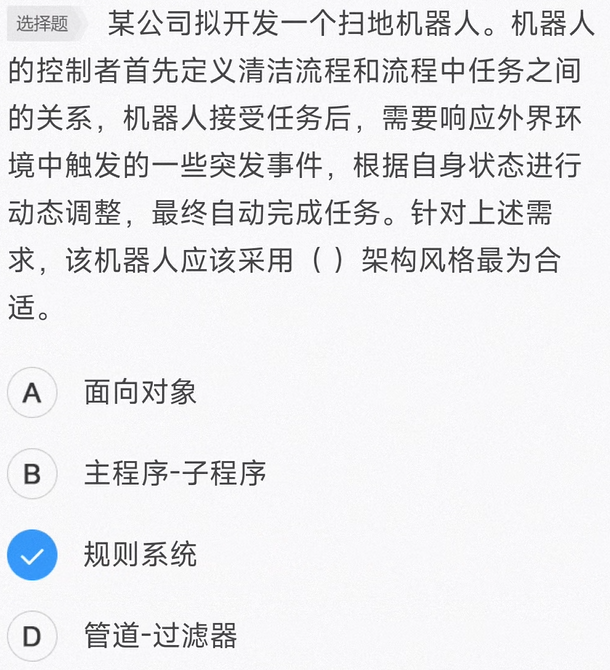 选择题 某公司拟开发一个扫地机器人。机器人
的控制者首先定义清洁流程和流程中任务之间
的关系，机器人接受任务后，需要响应外界环
境中触发的一些突发事件，根据自身状态进行
动态调整，最终自动完成任务。针对上述需
求，该机器人应该采用（ ）架构风格最为合
适。
A 面向对象
B 主程序-子程序
规则系统
D 管道-过滤器